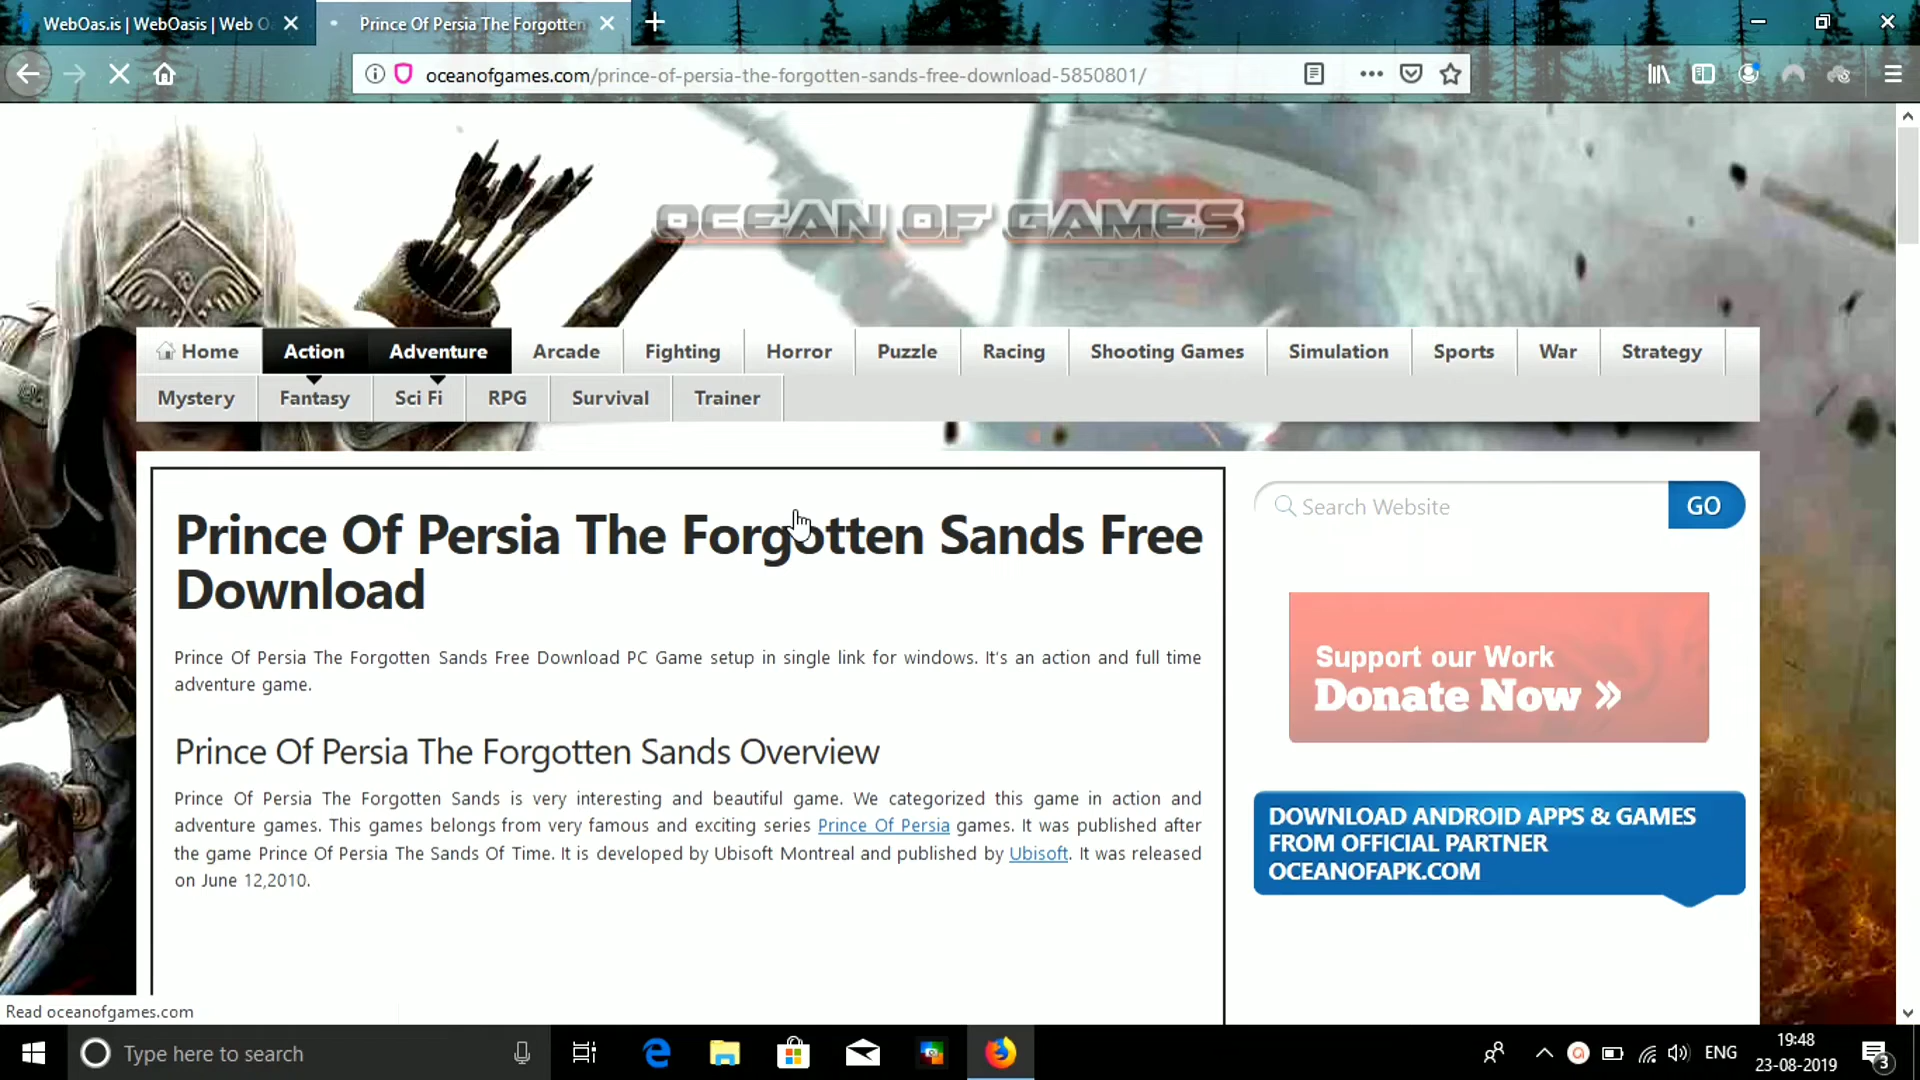 WebOas.is | WebOasis | Web O
Prince Of Persia The Forgotten
oceanofgames.com/prince-of-persia-the-forgotten-sands-free-download-5850801/
OCEAN OF GAMES
Home Action Adventure Arcade Fighting Horror Puzzle Racing Shooting Games Simulation Sports War Strategy
Mystery Fantasy Sci Fi RPG Survival Trainer
Prince Of Persia The Forgotten Sands Free
Download
Prince Of Persia The Forgotten Sands Free Download PC Game setup in single link for windows. It's an action and full time
adventure game.
Prince Of Persia The Forgotten Sands Overview
Prince Of Persia The Forgotten Sands is very interesting and beautiful game. We categorized this game in action and
adventure games. This games belongs from very famous and exciting series Prince Of Persia games. It was published after
the game Prince Of Persia The Sands Of Time. It is developed by Ubisoft Montreal and published by Ubisoft. It was released
on June 12,2010.
Search Website GO
Support our Work
Donate Now »
DOWNLOAD ANDROID APPS & GAMES
FROM OFFICIAL PARTNER
OCEANOFAPK.COM
Read oceanofgames.com
Type here to search
ENG
19:48
23-08-2019
3